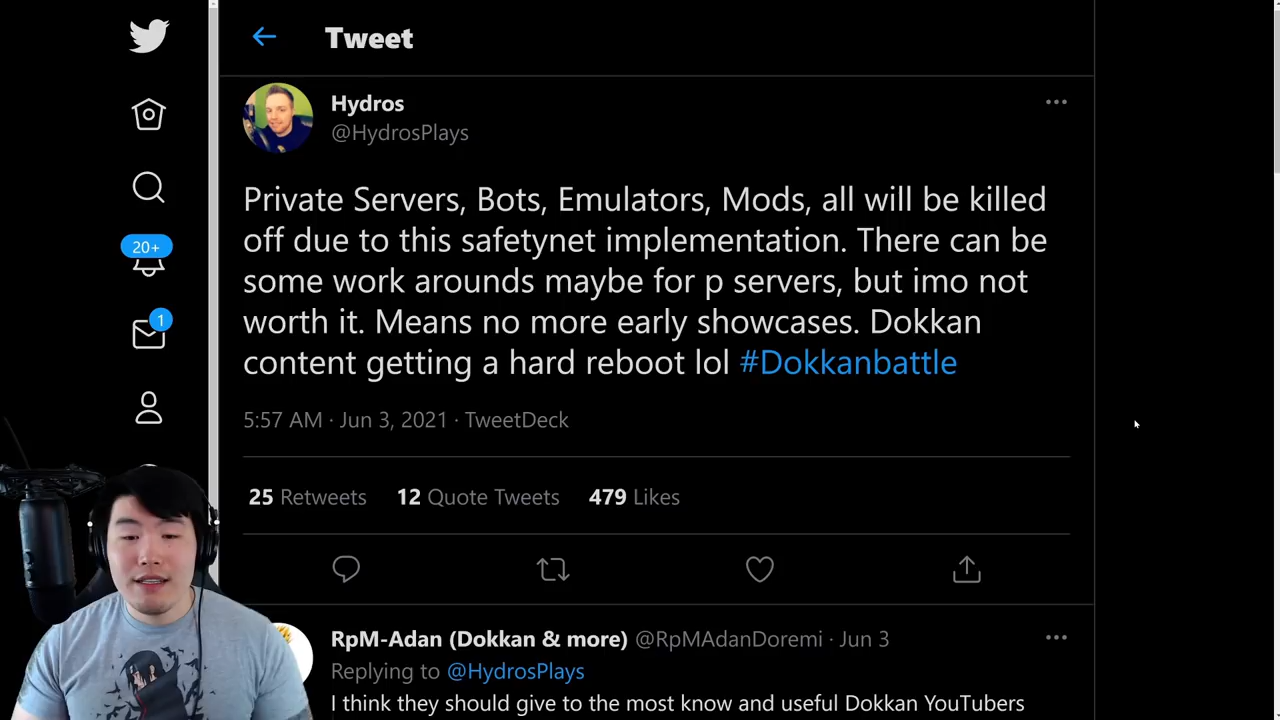 Tweet
Hydros
@HydrosPlays
Private Servers, Bots, Emulators, Mods, all will be killed
off due to this safetynet implementation. There can be
some work arounds maybe for p servers, but imo not
worth it. Means no more early showcases. Dokkan
content getting a hard reboot lol #Dokkanbattle
5:57 AM · Jun 3, 2021 · TweetDeck
25 Retweets 12 Quote Tweets 479 Likes
20+
1
RpM-Adan (Dokkan & more) @RpMAdanDoremi · Jun 3
Replying to @HydrosPlays
I think they should give to the most know and useful Dokkan YouTubers